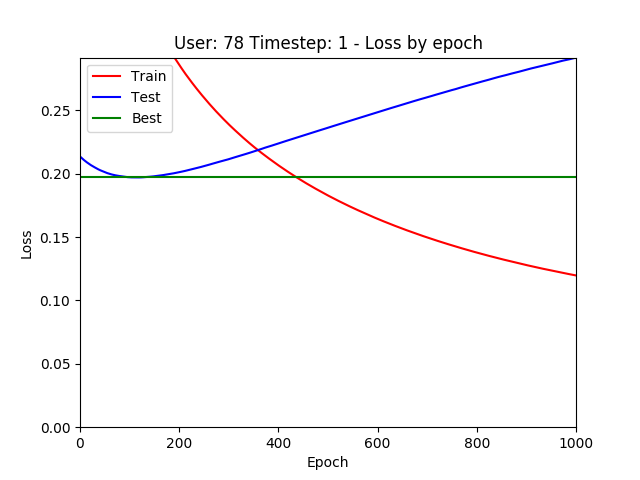 User: 78 Timestep: 1 - Loss by epoch
Train
Test
Best
0.25
0.20
0.15
0.10
0.05
0.00
Loss
0 200 400 600 800 1000
Epoch